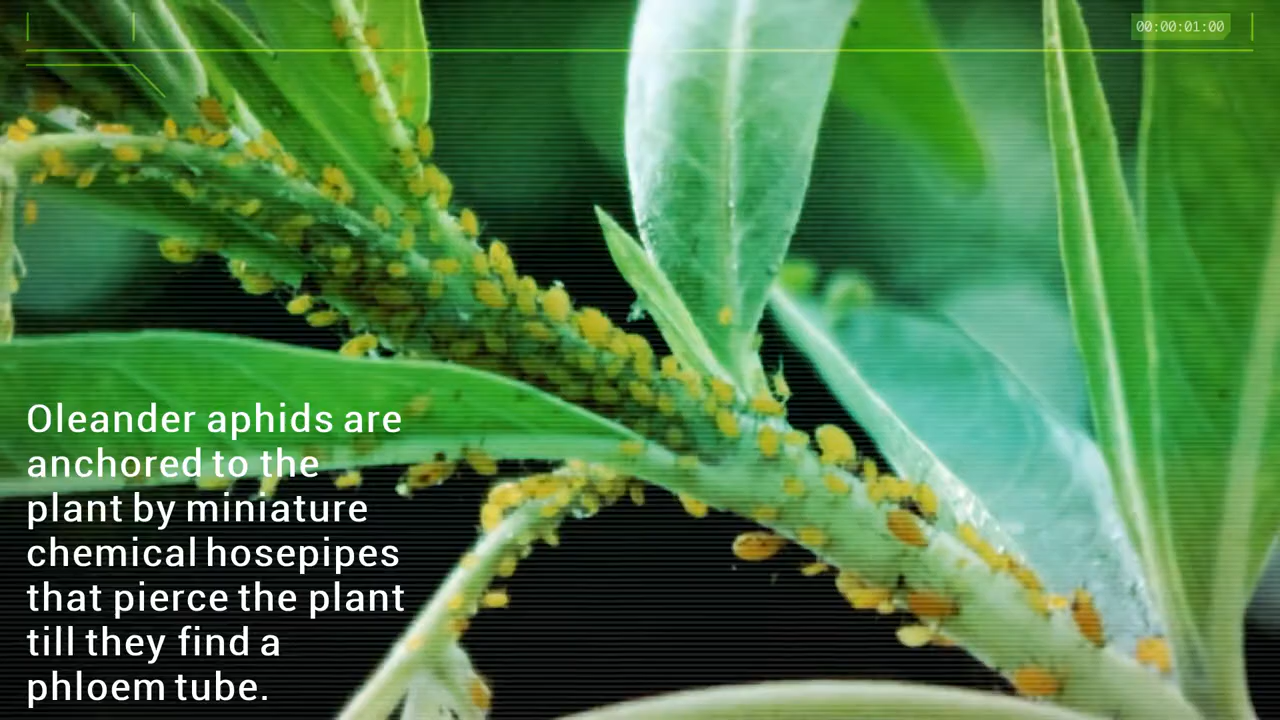 00:00:01:00
Oleander aphids are
anchored to the
plant by miniature
chemical hosepipes
that pierce the plant
till they find a
phloem tube.